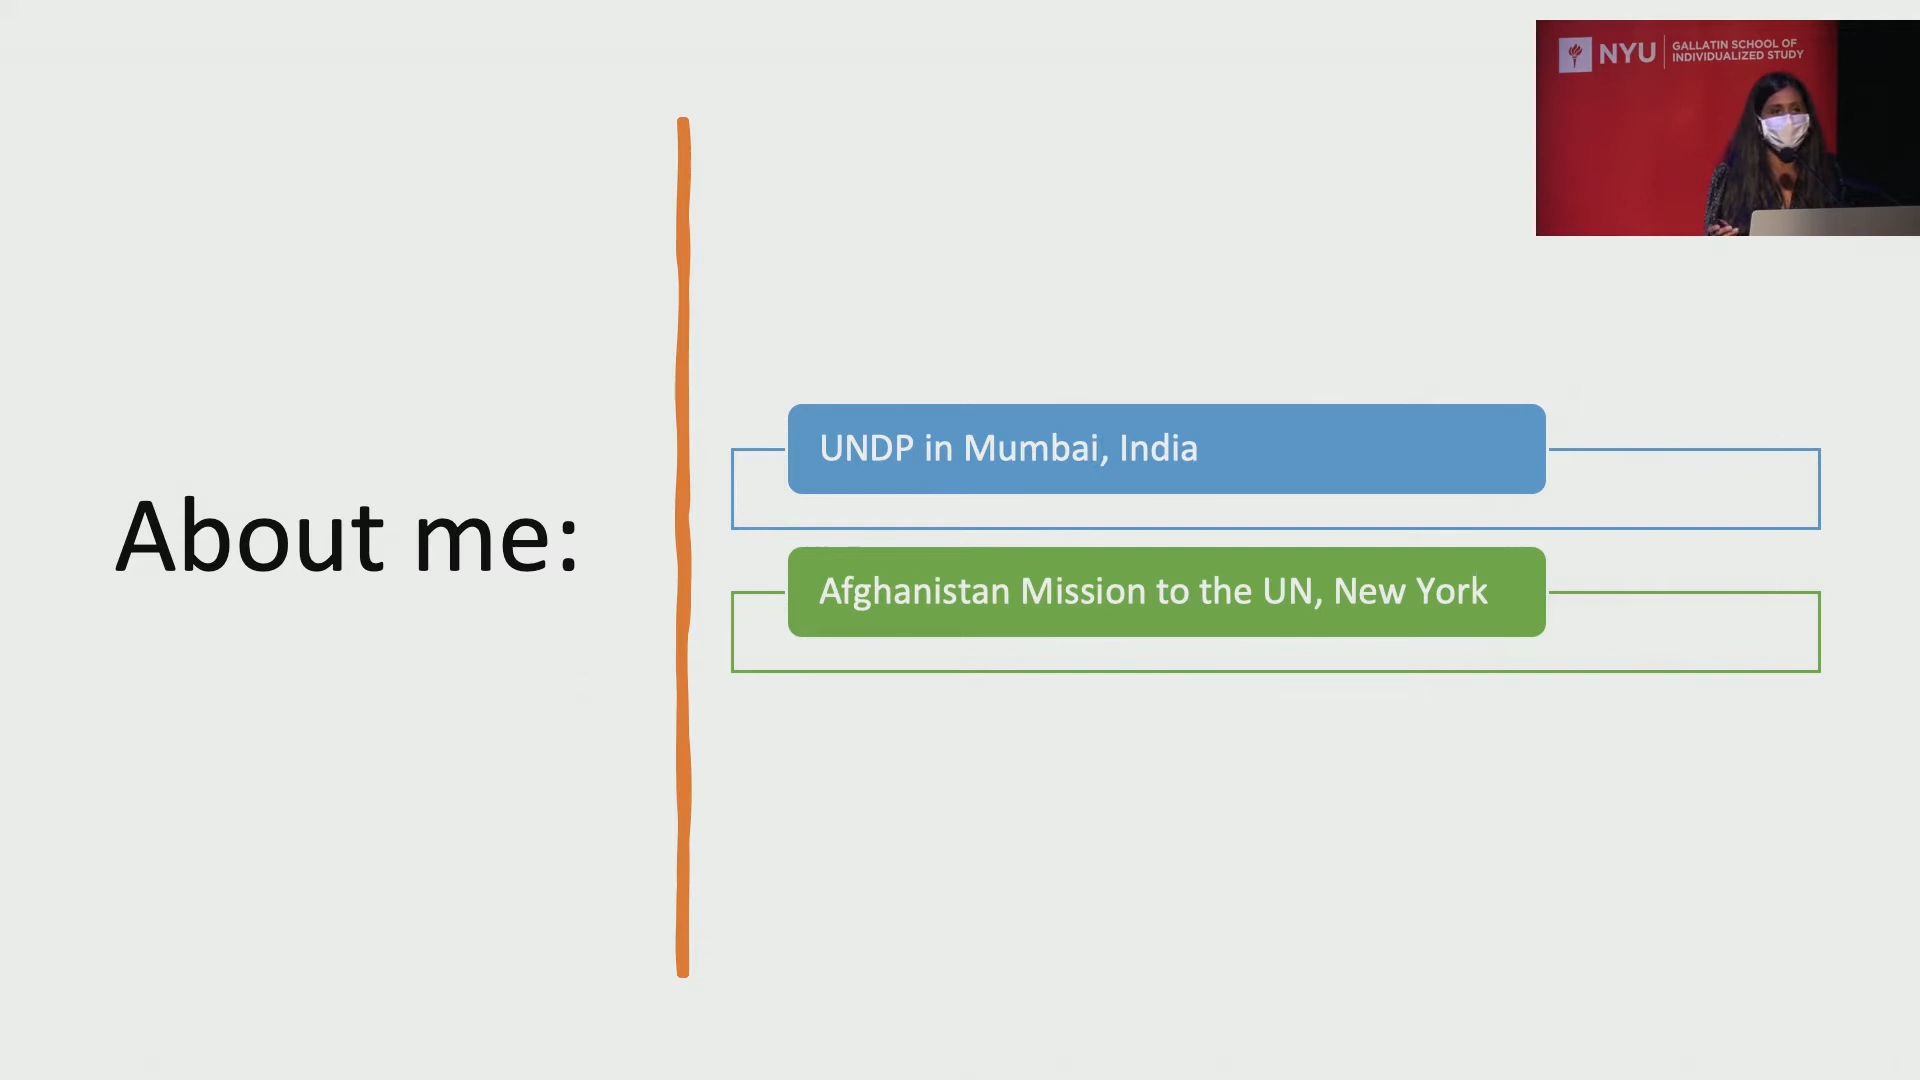 NYU
GALLATIN SCHOOL OF
INDIVIDUALIZED STUDY
UNDP in Mumbai, India
About me:
Afghanistan Mission to the UN, New York